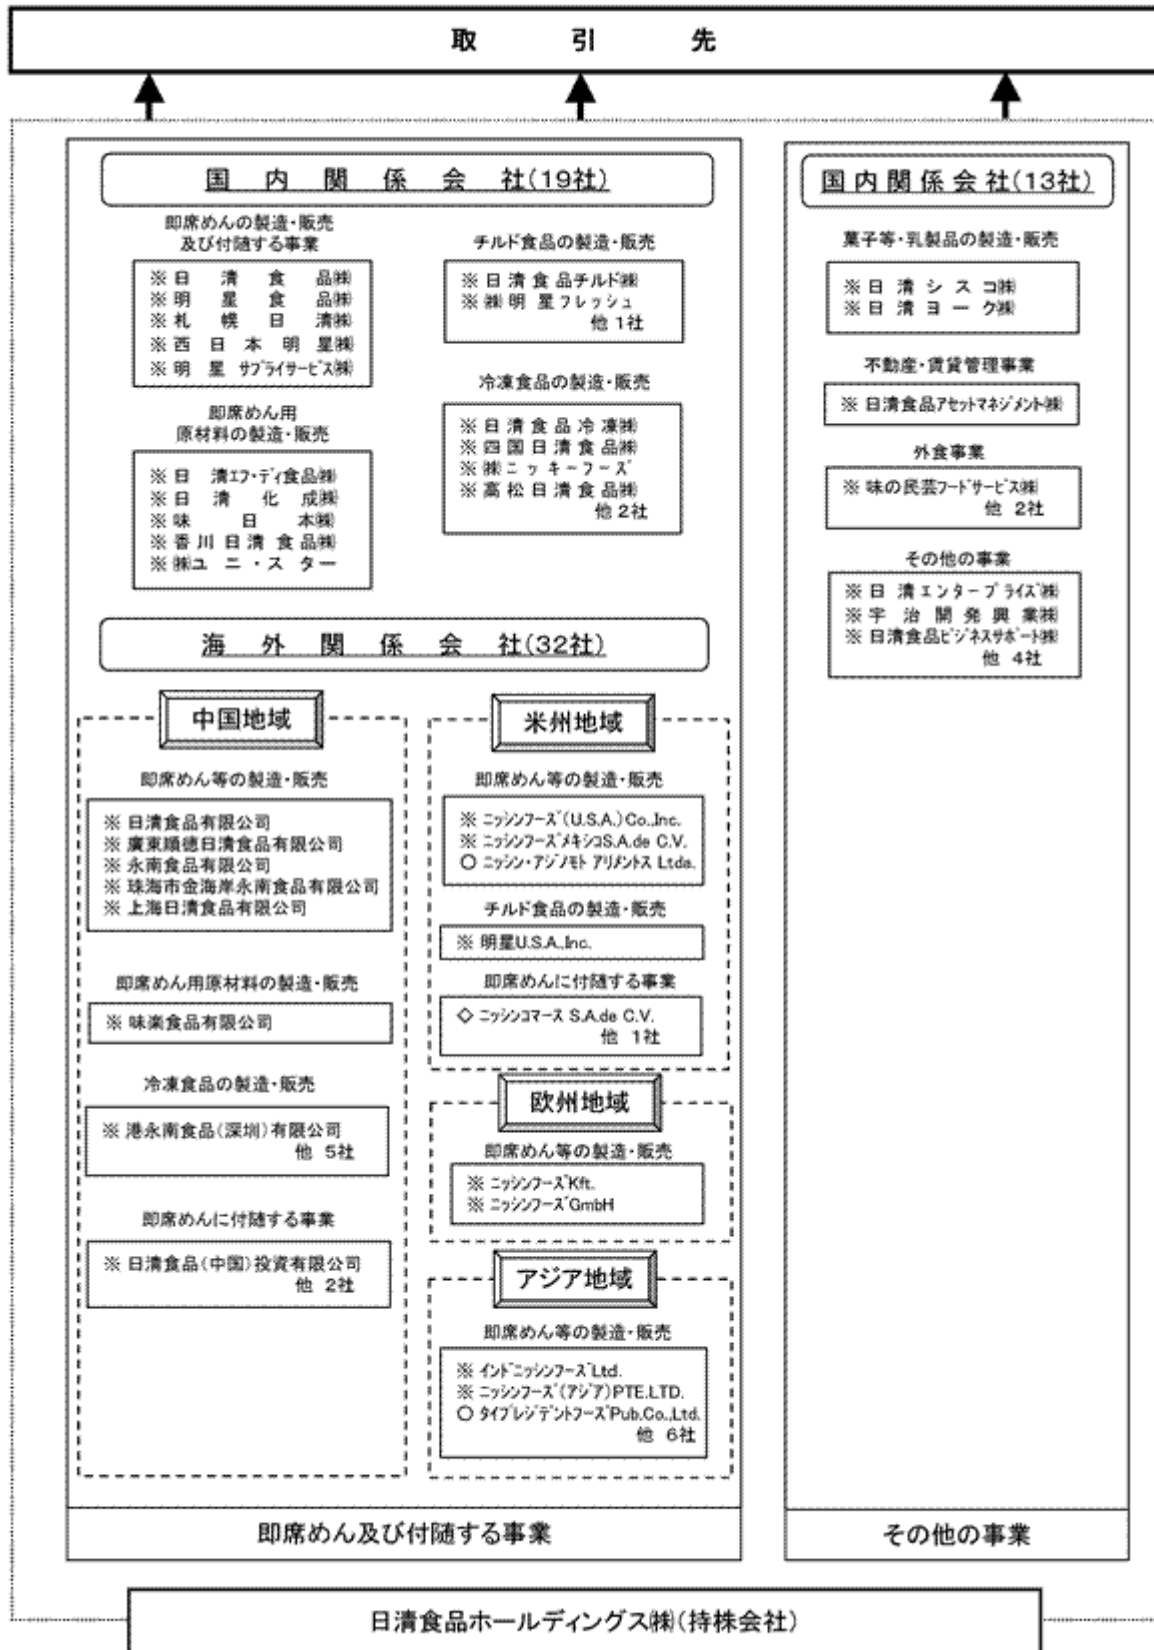 取引先
国内関係会社(19社)
即席めんの製造・販売
及び付随する事業
※日清食品㈱
※明星食品㈱
※札幌日清㈱
※西日本明星㈱
※明星サプライサービス㈱
即席めん用
原材料の製造・販売
※日清エフ・ディ食品㈱
※日清化成㈱
※味日本㈱
※香川日清食品㈱
※㈱ユニ・スター
チルド食品の製造・販売
※日清食品チルド㈱
※㈱明星フレッシュ
他 1社
冷凍食品の製造・販売
※日清食品冷凍㈱
※四国日清食品㈱
※㈱ニッキーフーズ
※高松日清食品㈱
他 2社
海外関係会社(32社)
中国地域
即席めん等の製造・販売
※ 日清食品有限公司
※ 廣東順徳日清食品有限公司
※ 永南食品有限公司
※ 珠海市金海岸永南食品有限公司
※ 上海日清食品有限公司
即席めん用原材料の製造・販売
※ 味楽食品有限公司
冷凍食品の製造・販売
※ 港永南食品(深圳)有限公司
他 5社
即席めんに付随する事業
※ 日清食品(中国)投資有限公司
他 2社
米州地域
即席めん等の製造・販売
※ ニッシンフーズ(U.S.A.)Co.,Inc.
※ ニッシンフーズメキシコS.A.de C.V.
○ ニッシン・アジノモト アリメントス Ltda.
チルド食品の製造・販売
※ 明星U.S.A.,Inc.
即席めんに付随する事業
◇ ニッシンコマース S.A.de C.V.
他 1社
欧州地域
即席めん等の製造・販売
※ ニッシンフーズKft.
※ ニッシンフーズGmbH
アジア地域
即席めん等の製造・販売
※ インドニッシンフーズLtd.
※ ニッシンフーズ(アジア)PTE.LTD.
○ タイプレジデントフーズPub.Co.,Ltd.
他 6社
即席めん及び付随する事業
国内関係会社(13社)
菓子等・乳製品の製造・販売
※日清シスコ㈱
※日清ヨーク㈱
不動産・賃貸管理事業
※ 日清食品アセットマネジメント㈱
外食事業
※ 味の民芸フードサービス㈱
他 2社
その他の事業
※日清エンタープライズ㈱
※宇治開発興業㈱
※日清食品ビジネスサポート㈱
他 4社
その他の事業
日清食品ホールディングス㈱(持株会社)